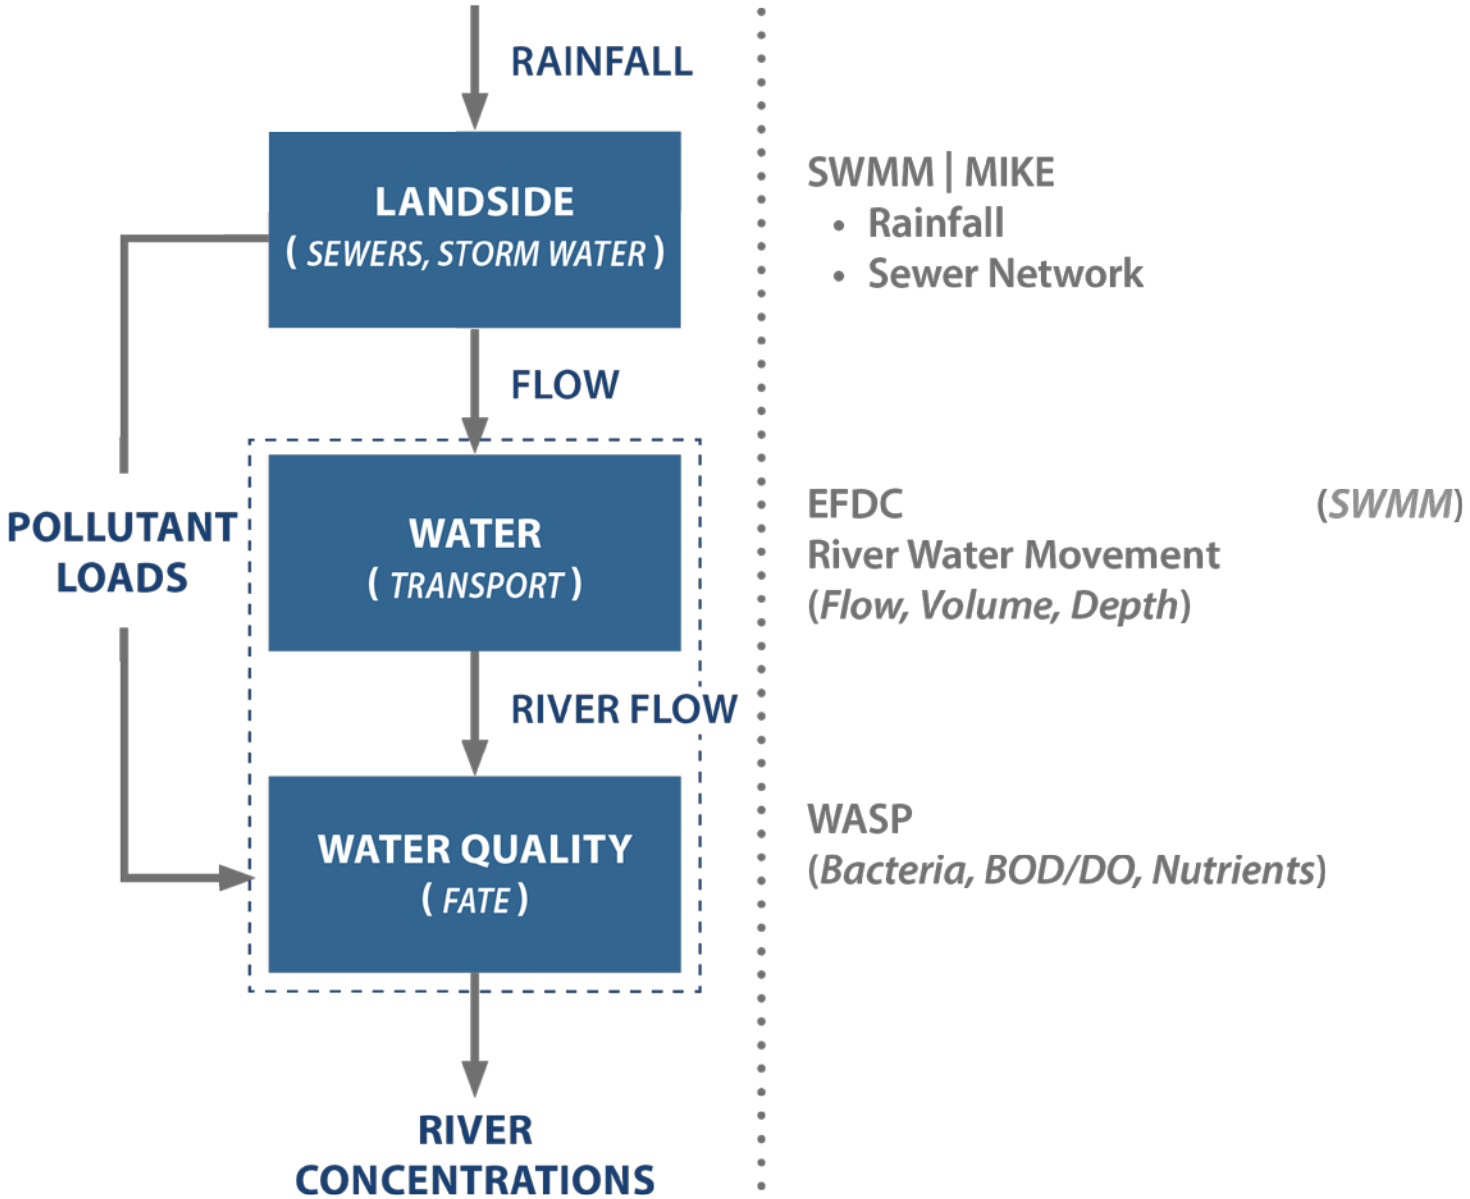 RAINFALL
LANDSIDE
( SEWERS, STORM WATER )
SWMM | MIKE
• Rainfall
• Sewer Network
FLOW
POLLUTANT
LOADS
WATER
( TRANSPORT )
EFDC (SWMM)
River Water Movement
(Flow, Volume, Depth)
RIVER FLOW
WATER QUALITY
( FATE )
WASP
(Bacteria, BOD/DO, Nutrients)
RIVER
CONCENTRATIONS